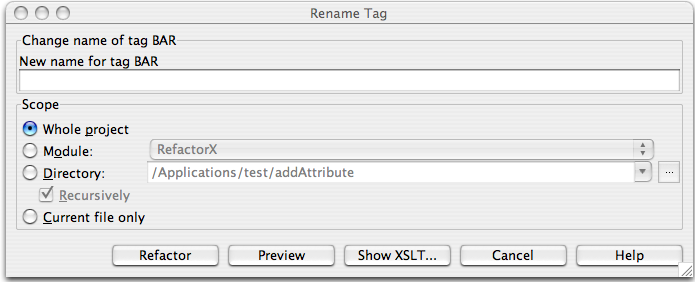 Rename Tag
Change name of tag BAR
New name for tag BAR
Scope
Whole project
Module: RefactorX
Directory: /Applications/test/addAttribute ...
Recursively
Current file only
Refactor Preview Show XSLT... Cancel Help